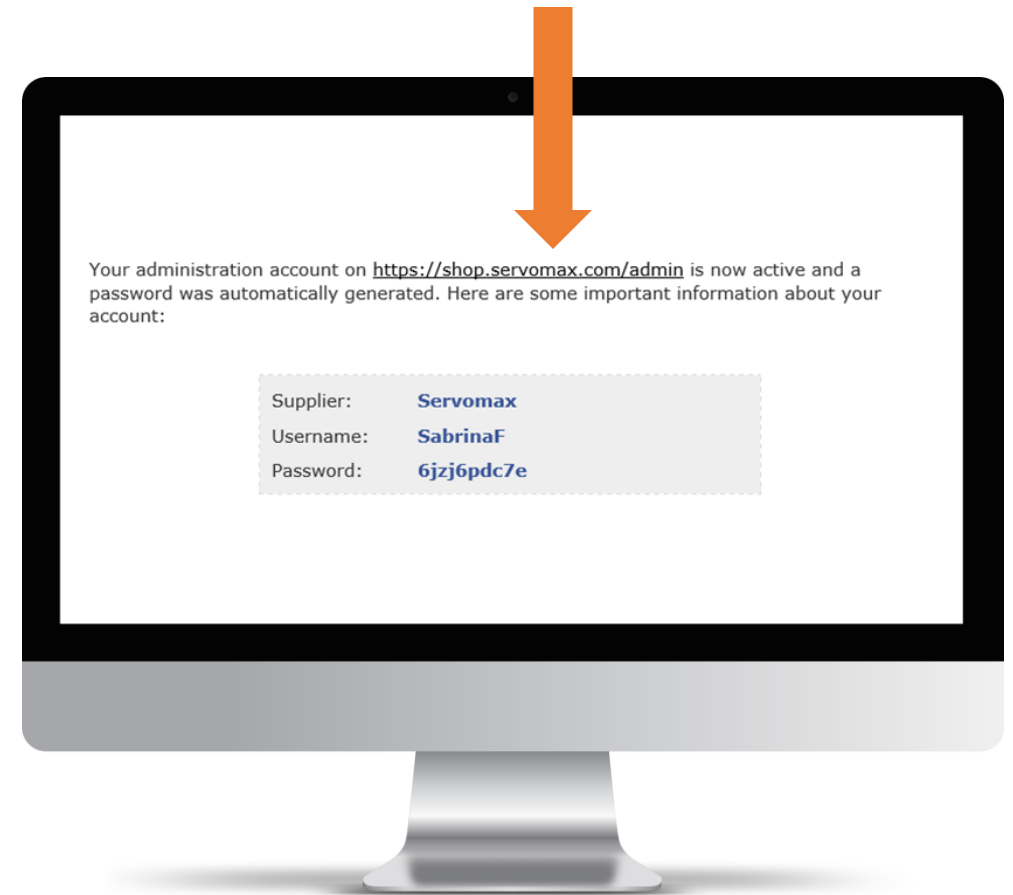 Your administration account on https://shop.servomax.com/admin is now active and a
password was automatically generated. Here are some important information about your
account:
Supplier: Servomax
Username: SabrinaF
Password: 6jzj6pdc7e